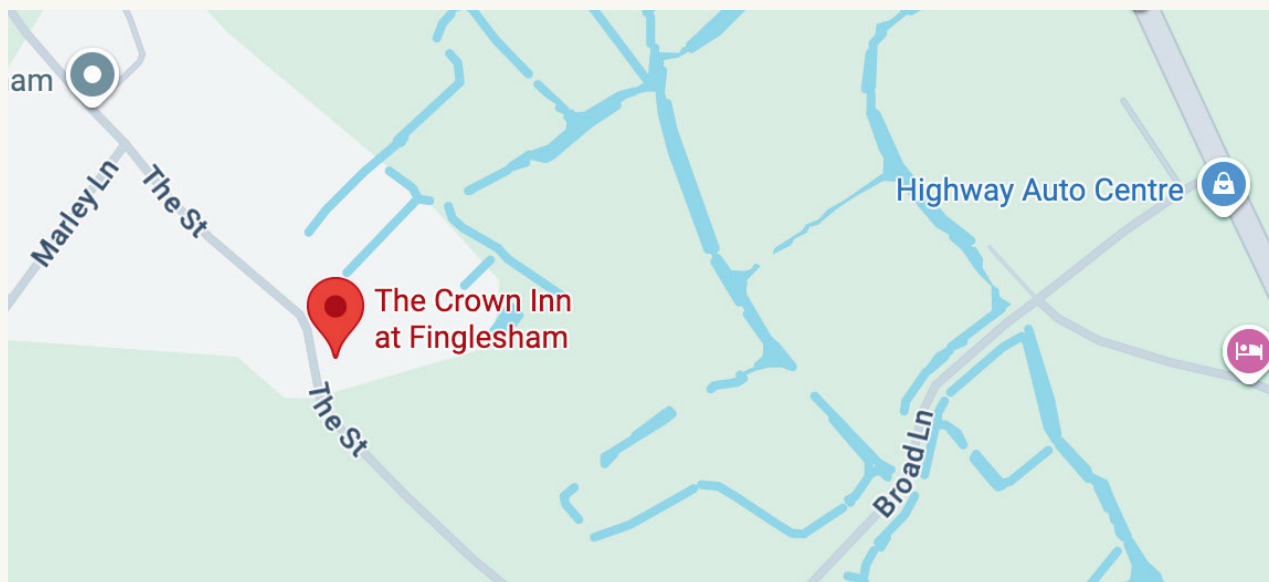 am
Marley Ln
The St
Highway Auto Centre
The Crown Inn
at Finglesham
The St
Broad Ln